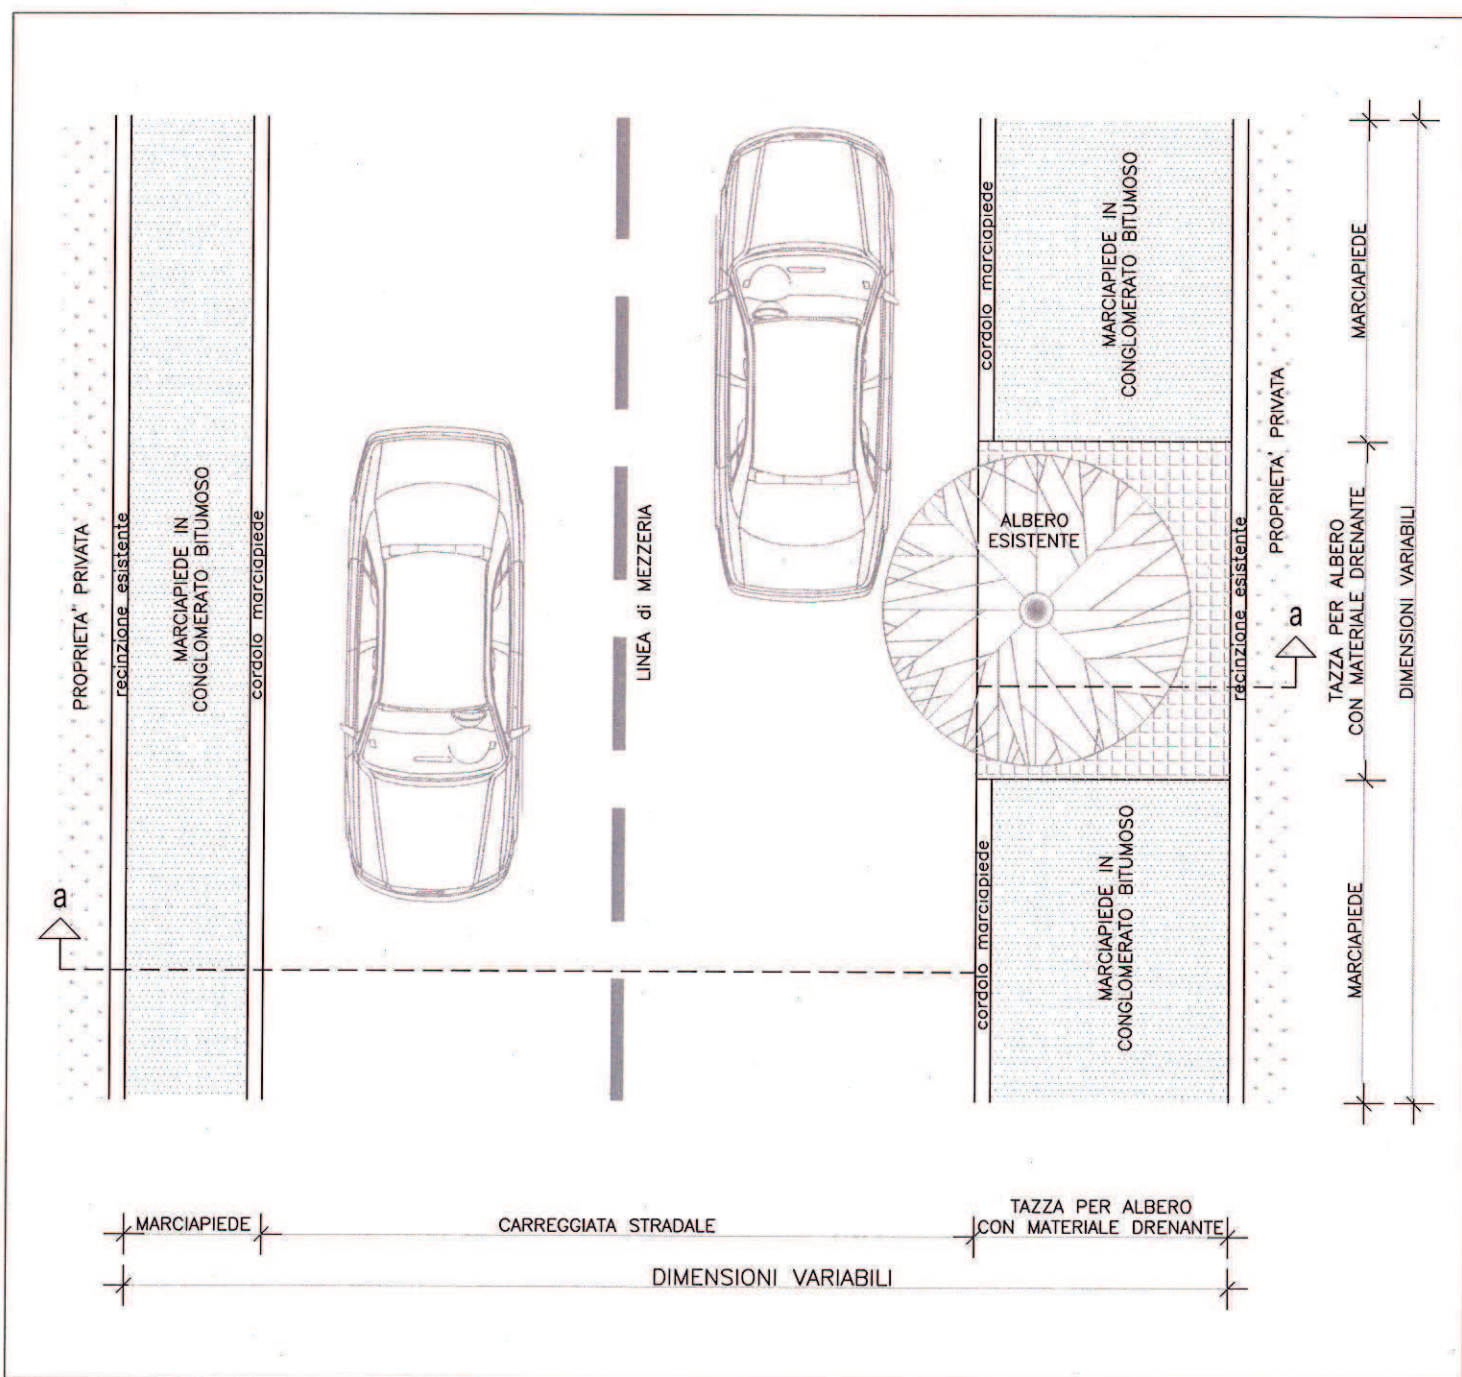 PROPRIETA" PRIVATA
recinzione esistente
MARCIAPIEDE IN
CONGLOMERATO BITUMOSO
cordolo marciapiede
LINEA di MEZZERIA
cordolo marciapiede
MARCIAPIEDE IN
CONGLOMERATO BITUMOSO
ALBERO
ESISTENTE
cordolo marciapiede
MARCIAPIEDE IN
CONGLOMERATO BITUMOSO
recinzione esistente
PROPRIETA' PRIVATA
a
a
MARCIAPIEDE
TAZZA PER ALBERO
CON MATERIALE DRENANTE
MARCIAPIEDE
DIMENSIONI VARIABILI
MARCIAPIEDE
CARREGGIATA STRADALE
TAZZA PER ALBERO
CON MATERIALE DRENANTE
DIMENSIONI VARIABILI